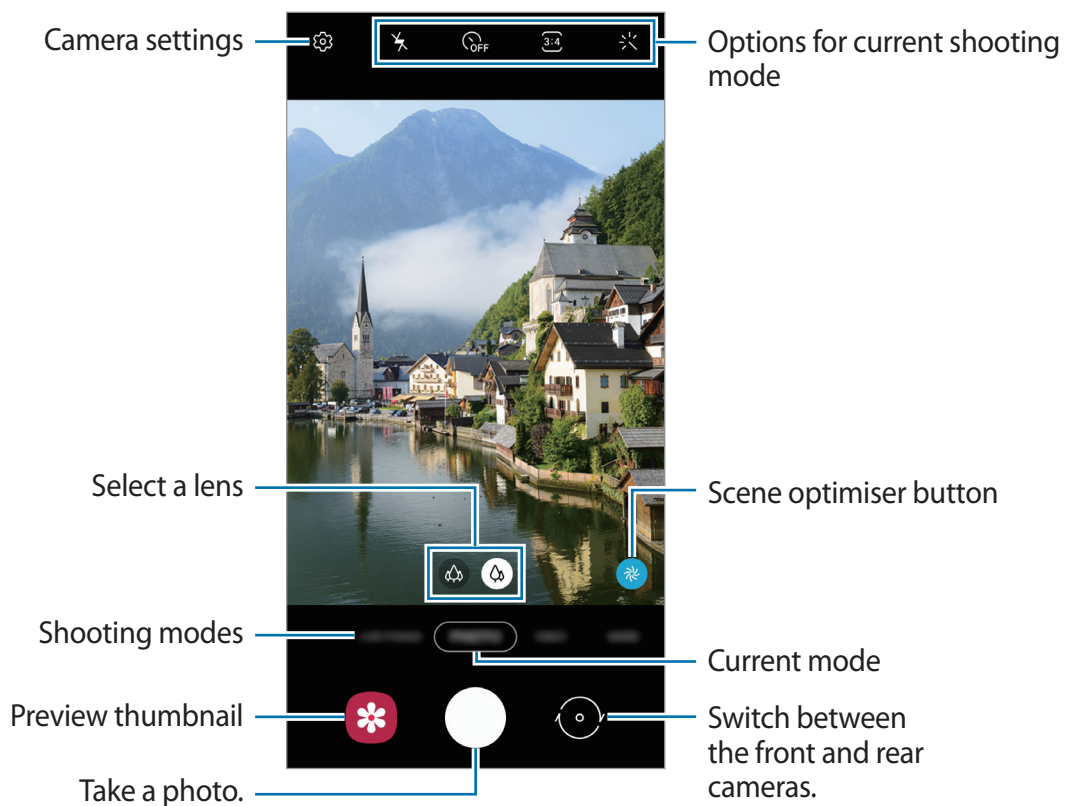 Camera settings
OFF
3:4
Options for current shooting
mode
Select a lens
Scene optimiser button
Shooting modes
Current mode
Preview thumbnail
Switch between
the front and rear
cameras.
Take a photo.